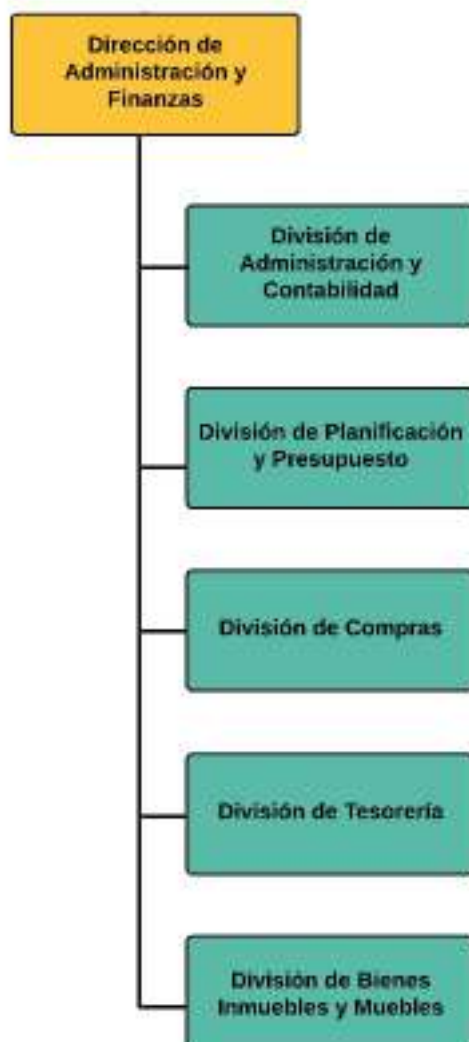 Dirección de
Administración y
Finanzas
División de
Administración y
Contabilidad
División de Planificación
y Presupuesto
División de Compras
División de Tesorería
División de Bienes
Inmuebles y Muebles